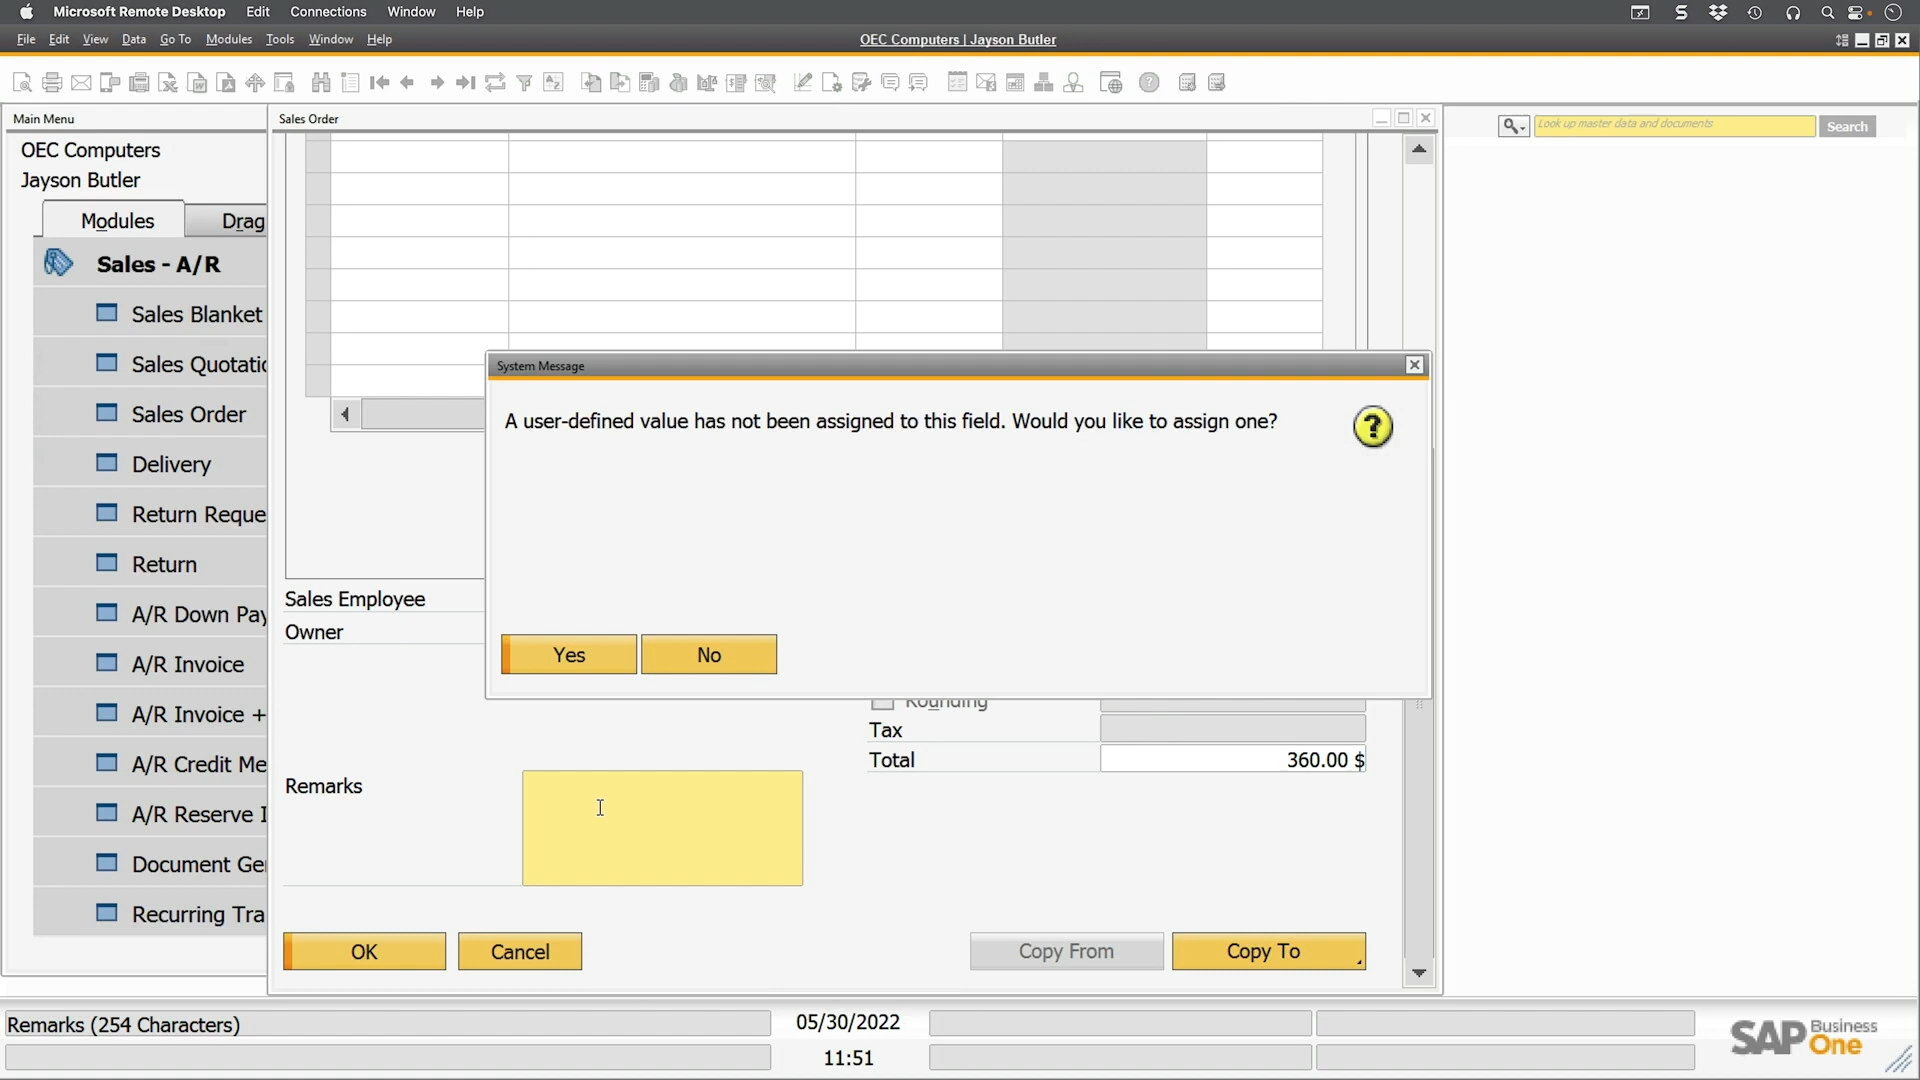 Microsoft Remote Desktop Edit Connections Window Help
File Edit View Data Go To Modules Tools Window Help
OEC Computers | Jayson Butler
Main Menu
Sales Order
Look up master data and documents
Search
OEC Computers
Jayson Butler
Modules
Drag
Sales - A/R
Sales Blanket
Sales Quotatio
Sales Order
Delivery
Return Reque
Return
A/R Down Pay
A/R Invoice
A/R Invoice +
A/R Credit Me
A/R Reserve I
Document Ge
Recurring Tra
System Message
A user-defined value has not been assigned to this field. Would you like to assign one?
Yes
No
Sales Employee
Owner
Rounding
Tax
Total
360.00 $
Remarks
OK
Cancel
Copy From
Copy To
Remarks (254 Characters)
05/30/2022
11:51
SAP Business One